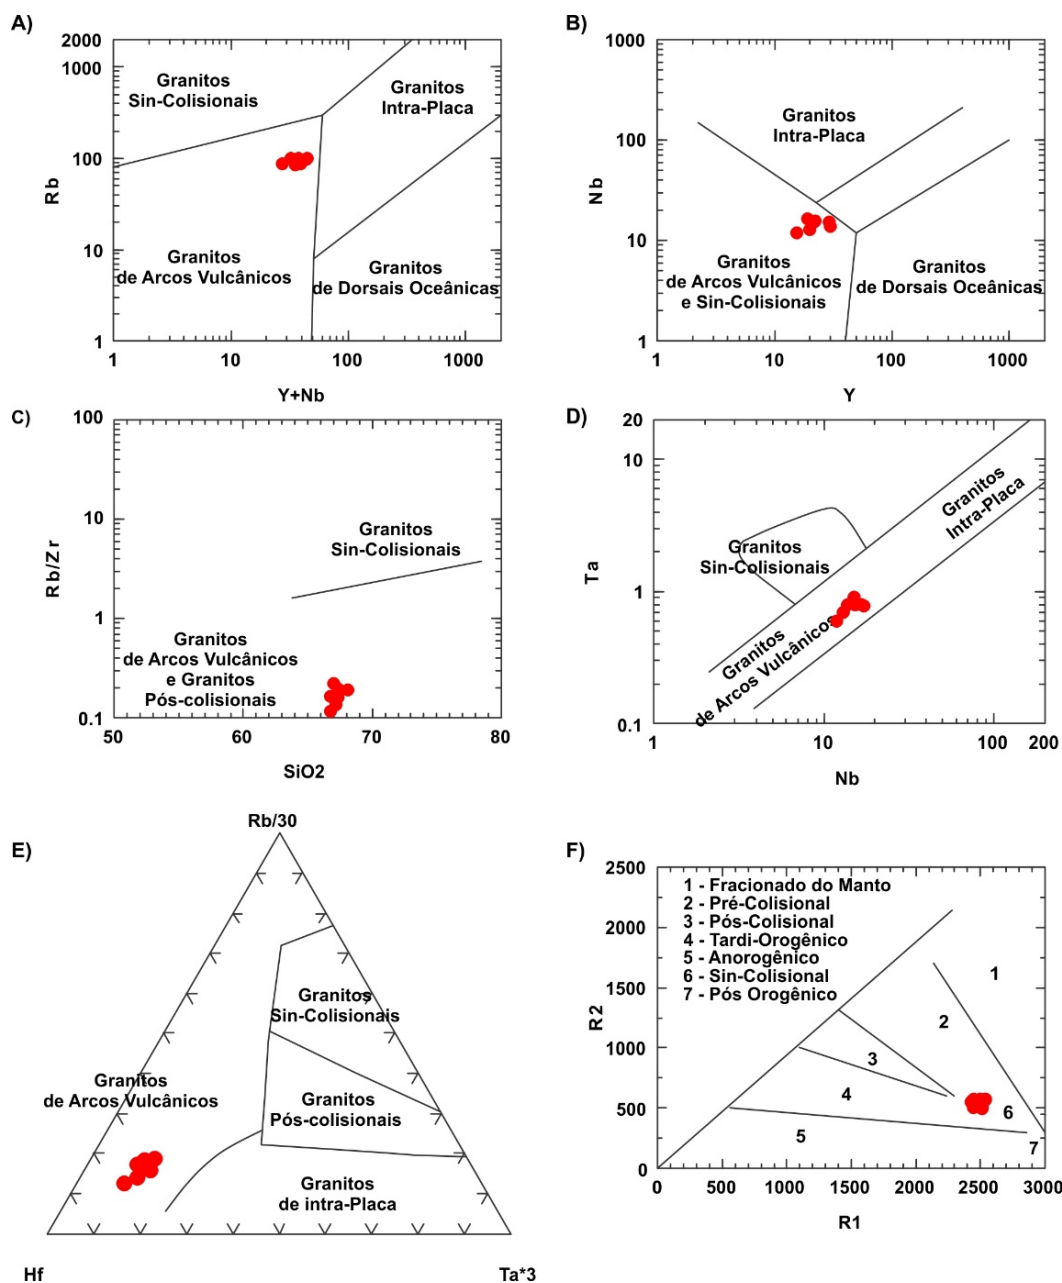 A)
2000
1000
100
10
1
Rb
Granitos
Sin-Colisionais
Granitos
Intra-Placa
Granitos
de Arcos Vulcânicos
Granitos
de Dorsais Oceânicas
1
10
100
1000
Y+Nb
B)
1000
100
10
1
Nb
Granitos
Intra-Placa
Granitos
de Arcos Vulcânicos
e Sin-Colisionais
Granitos
de Dorsais Oceânicas
1
10
100
1000
Y
C)
100
10
1
0.1
Rb/Zr
Granitos
Sin-Colisionais
Granitos
de Arcos Vulcânicos
e Granitos
Pós-colisionais
50
60
70
80
SiO2
D)
20
10
1
0.1
Ta
Granitos
Intra-Placa
Granitos
Sin-Colisionais
Granitos
de Arcos Vulcânicos
1
10
100
200
Nb
E)
Rb/30
Granitos
Sin-Colisionais
Granitos
de Arcos Vulcânicos
Granitos
Pós-colisionais
Granitos
de intra-Placa
Hf
Ta*3
F)
2500
2000
1500
1000
500
0
R2
1 - Fracionado do Manto
2 - Pré-Colisional
3 - Pós-Colisional
4 - Tardi-Orogênico
5 - Anorogênico
6 - Sin-Colisional
7 - Pós Orogênico
1
2
3
4
6
5
7
0
500
1000
1500
2000
2500
3000
R1